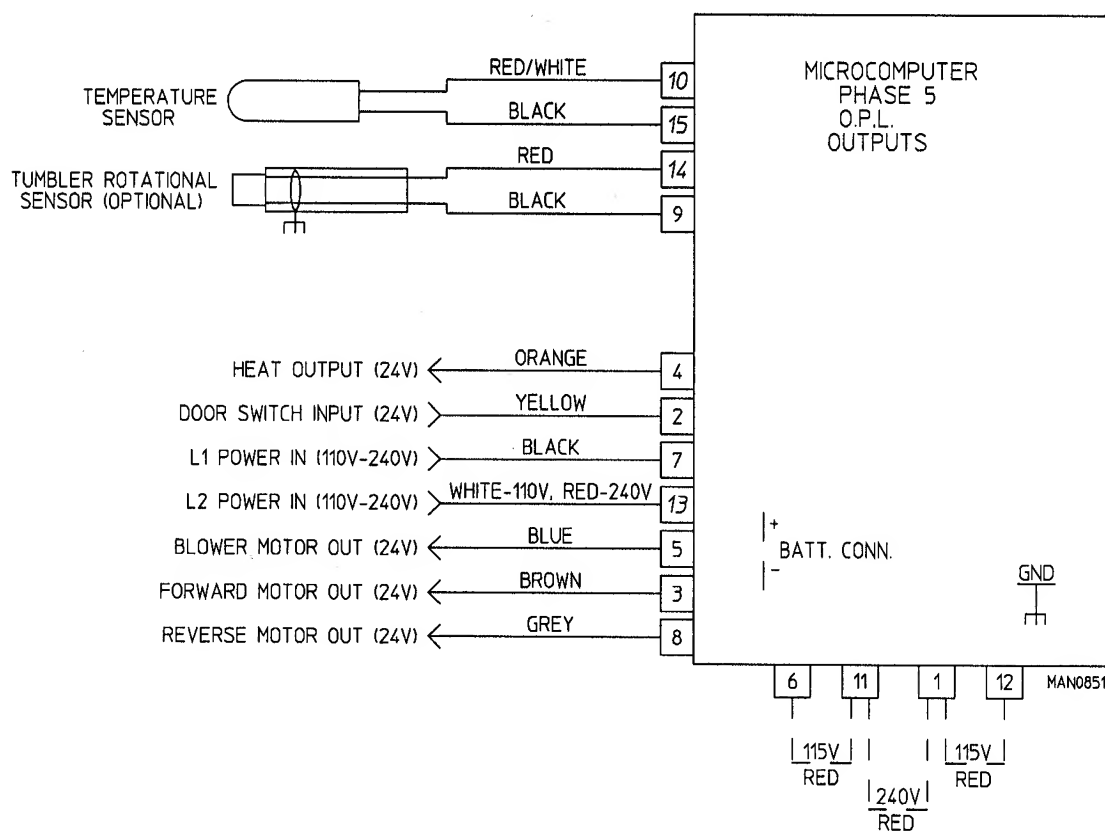 MICROCOMPUTER
PHASE 5
O.P.L.
OUTPUTS
TEMPERATURE
SENSOR
RED/WHITE
10
BLACK
15
TUMBLER ROTATIONAL
SENSOR (OPTIONAL)
RED
14
BLACK
9
HEAT OUTPUT (24V)
ORANGE
4
DOOR SWITCH INPUT (24V)
YELLOW
2
L1 POWER IN (110V-240V)
BLACK
7
L2 POWER IN (110V-240V)
WHITE-110V, RED-240V
13
BLOWER MOTOR OUT (24V)
BLUE
5
FORWARD MOTOR OUT (24V)
BROWN
3
REVERSE MOTOR OUT (24V)
GREY
8
+
BATT. CONN.
-
GND
6
11
1
12
MAN0851
115V
RED
240V
RED
115V
RED